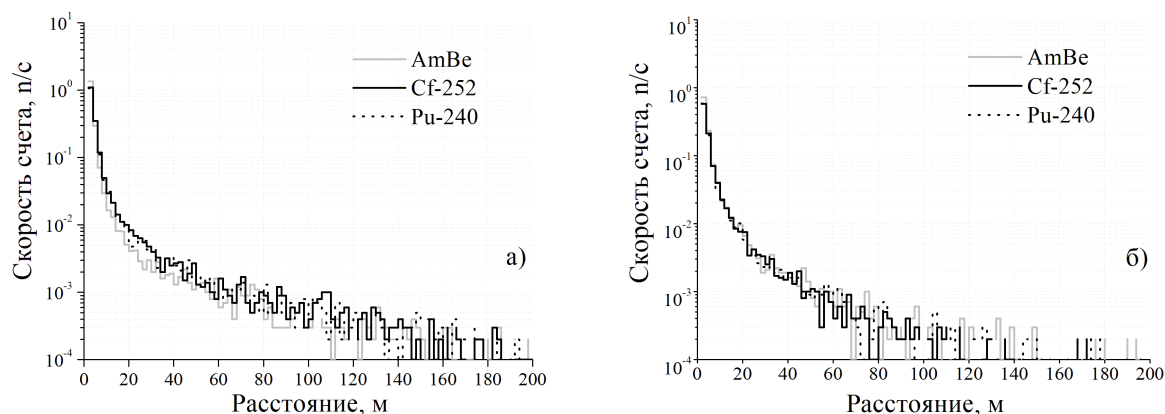 а)
Скорость счета, n/с
10¹
10⁰
10⁻¹
10⁻²
10⁻³
10⁻⁴
AmBe
Cf-252
Pu-240
0 20 40 60 80 100 120 140 160 180 200
Расстояние, м
б)
Скорость счета, n/с
10¹
10⁰
10⁻¹
10⁻²
10⁻³
10⁻⁴
AmBe
Cf-252
Pu-240
0 20 40 60 80 100 120 140 160 180 200
Расстояние, м